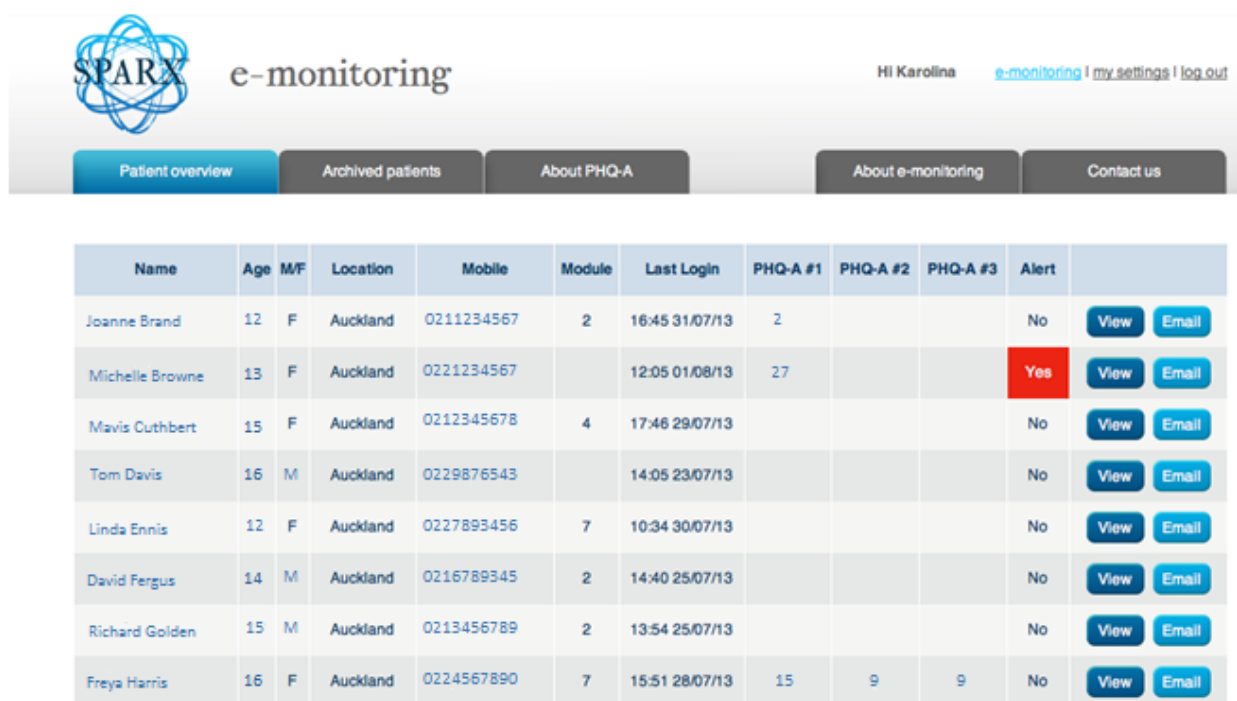 SPARX e-monitoring Hi Karolina e-monitoring | my settings | log out
Patient overview Archived patients About PHQ-A About e-monitoring Contact us
Name Age M/F Location Mobile Module Last Login PHQ-A #1 PHQ-A #2 PHQ-A #3 Alert
Joanne Brand 12 F Auckland 0211234567 2 16:45 31/07/13 2 No View Email
Michelle Browne 13 F Auckland 0221234567 12:05 01/08/13 27 Yes View Email
Mavis Cuthbert 15 F Auckland 0212345678 4 17:46 29/07/13 No View Email
Tom Davis 16 M Auckland 0229876543 14:05 23/07/13 No View Email
Linda Ennis 12 F Auckland 0227893456 7 10:34 30/07/13 No View Email
David Fergus 14 M Auckland 0216789345 2 14:40 25/07/13 No View Email
Richard Golden 15 M Auckland 0213456789 2 13:54 25/07/13 No View Email
Freya Harris 16 F Auckland 0224567890 7 15:51 28/07/13 15 9 9 No View Email